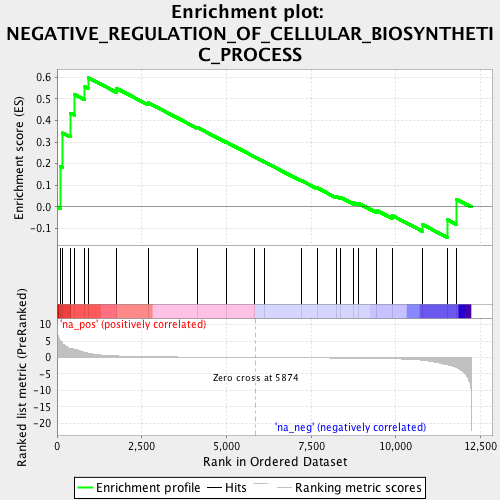 Enrichment plot:
NEGATIVE_REGULATION_OF_CELLULAR_BIOSYNTHETI
C_PROCESS
Enrichment score (ES)
0.6
0.5
0.4
0.3
0.2
0.1
0.0
-0.1
'na_pos' (positively correlated)
Ranked list metric (PreRanked)
10
5
0
-5
-10
-15
-20
Zero cross at 5874
'na_neg' (negatively correlated)
0
2,500
5,000
7,500
10,000
12,500
Rank in Ordered Dataset
Enrichment profile
Hits
Ranking metric scores